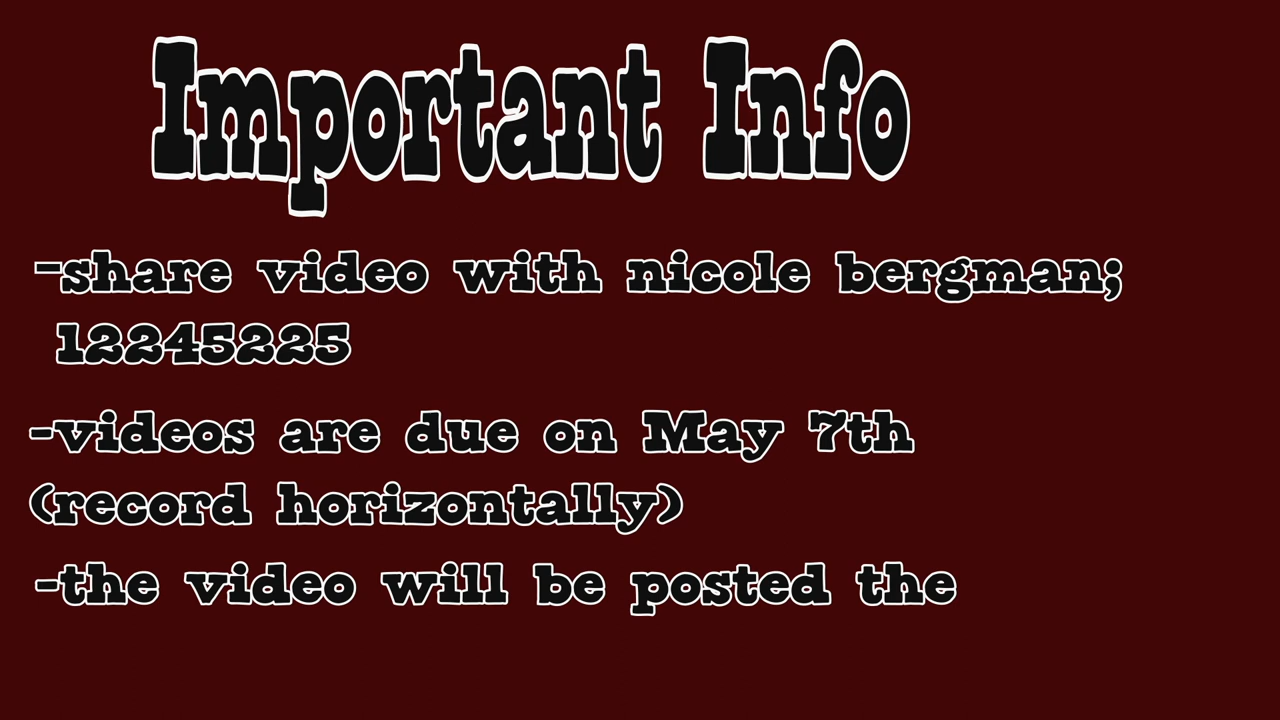 Important Info
-share video with nicole bergman;
12245225
-videos are due on May 7th
(record horizontally)
-the video will be posted the